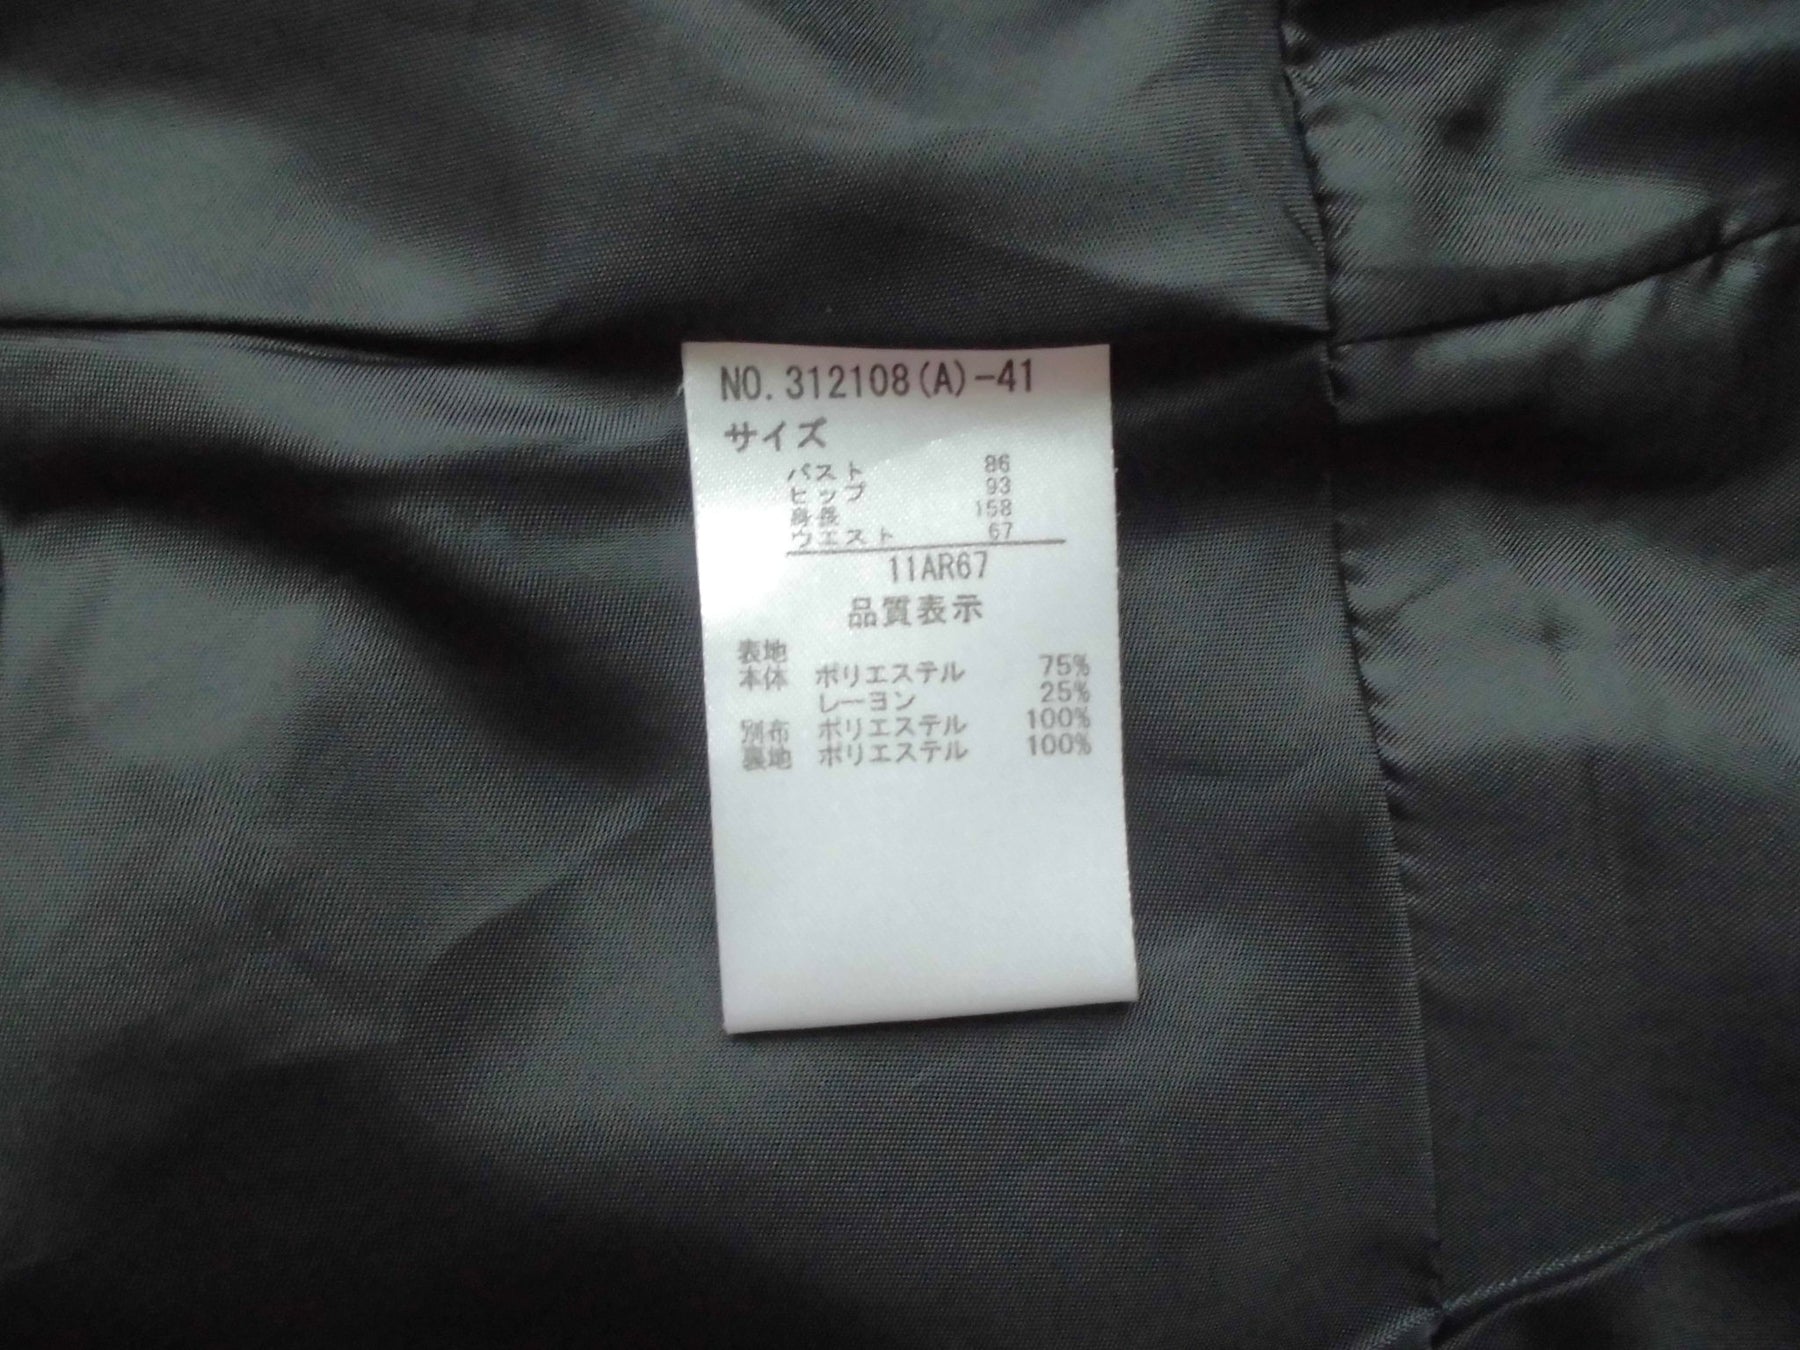 NO.312108(A)-41
サイズ
バスト 86
ヒップ 93
身長 158
ウエスト 67
11AR67
品質表示
表地
本体 ポリエステル 75%
レーヨン 25%
別布 ポリエステル 100%
裏地 ポリエステル 100%